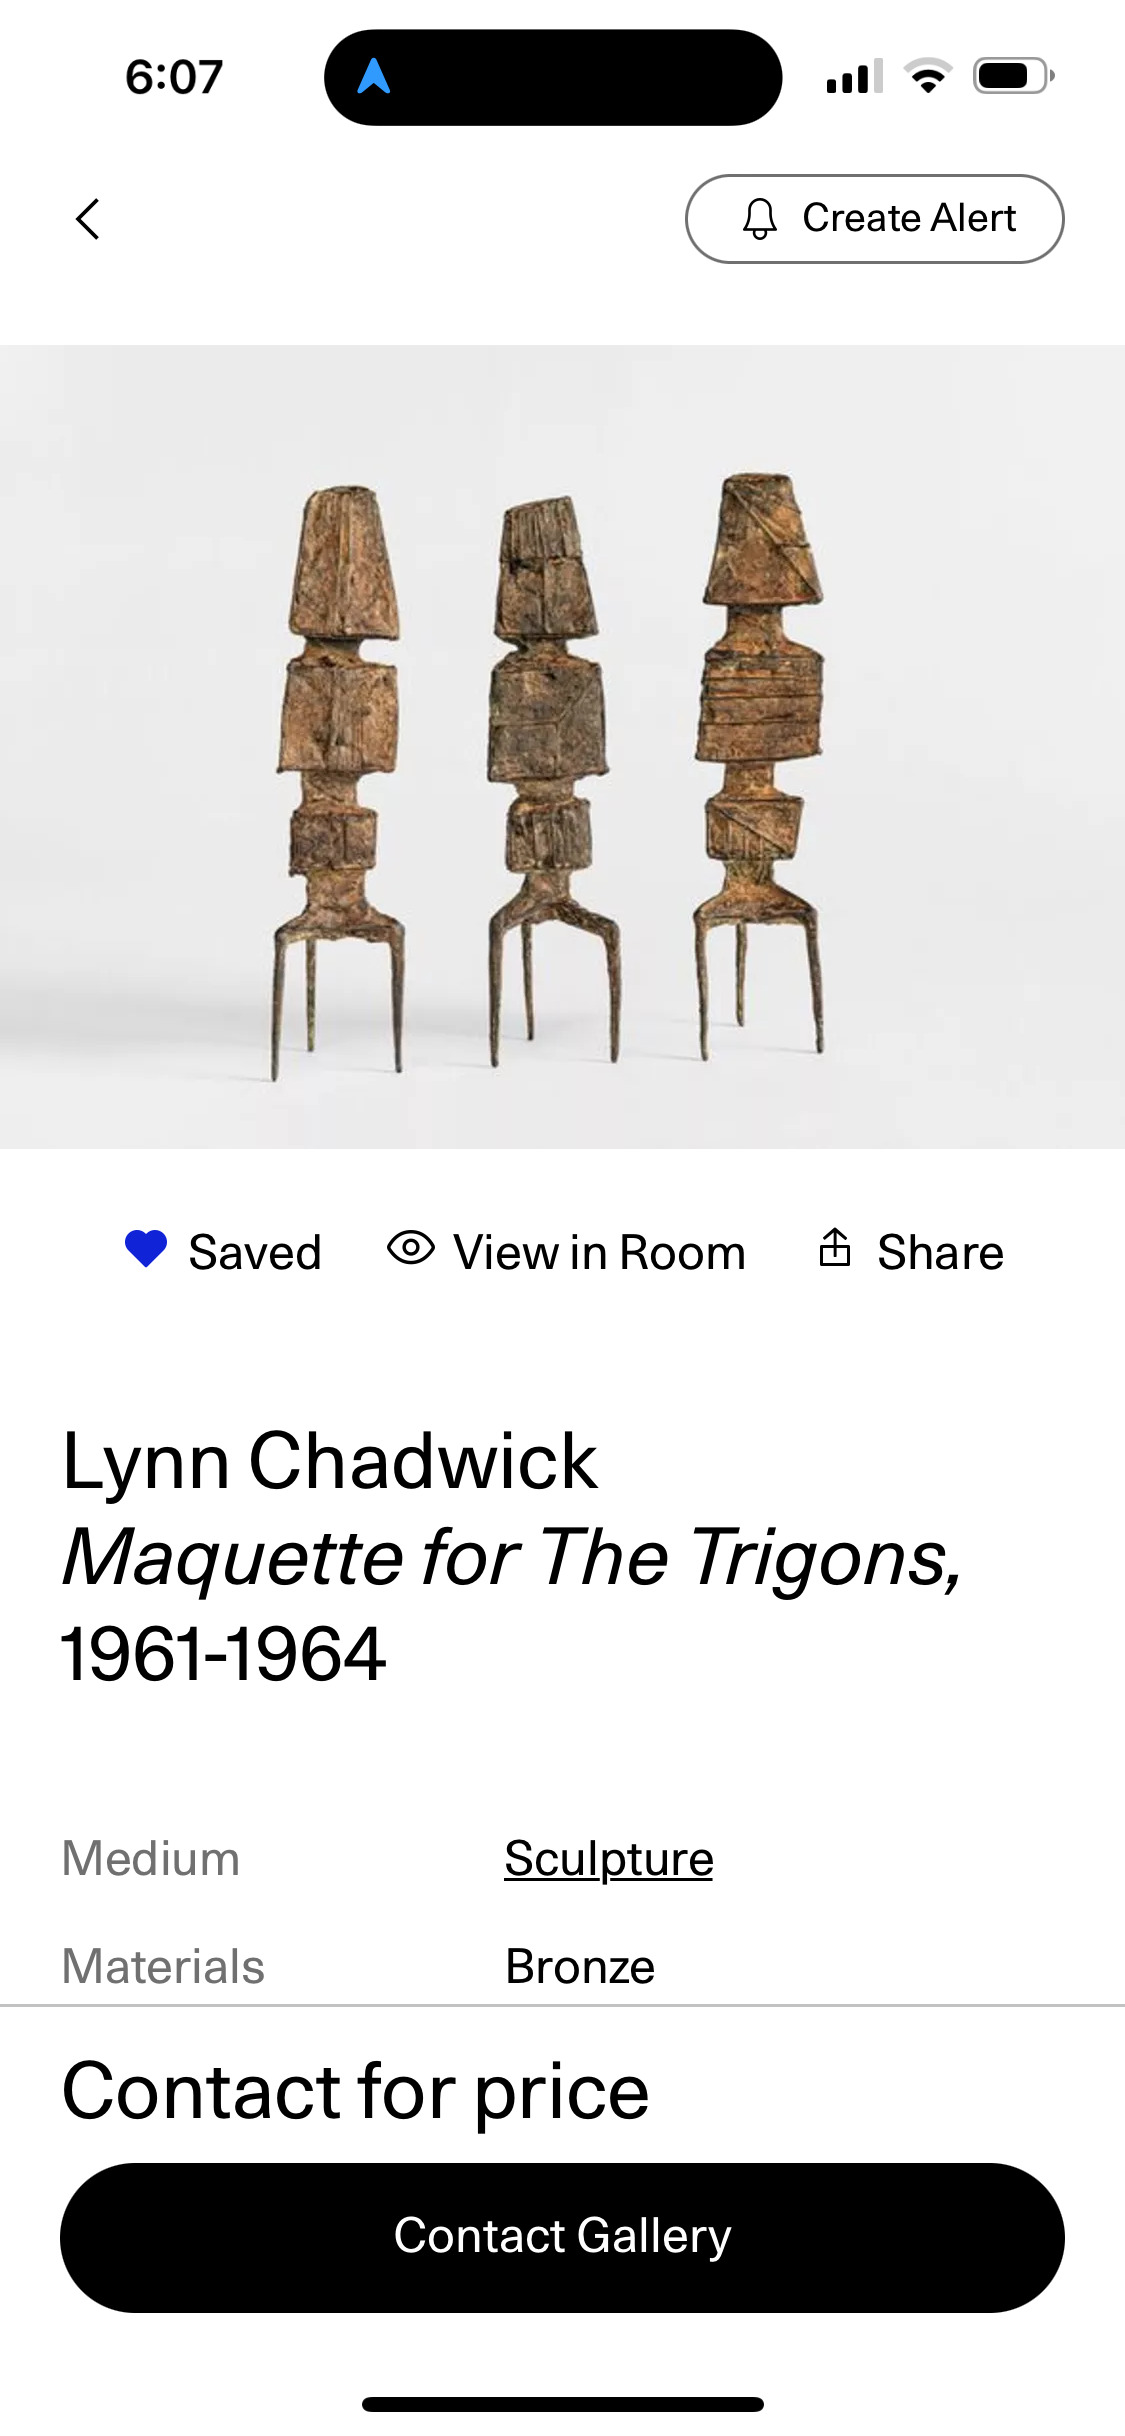 6:07
Create Alert
Saved View in Room Share
Lynn Chadwick
Maquette for The Trigons,
1961-1964
Medium Sculpture
Materials Bronze
Contact for price
Contact Gallery